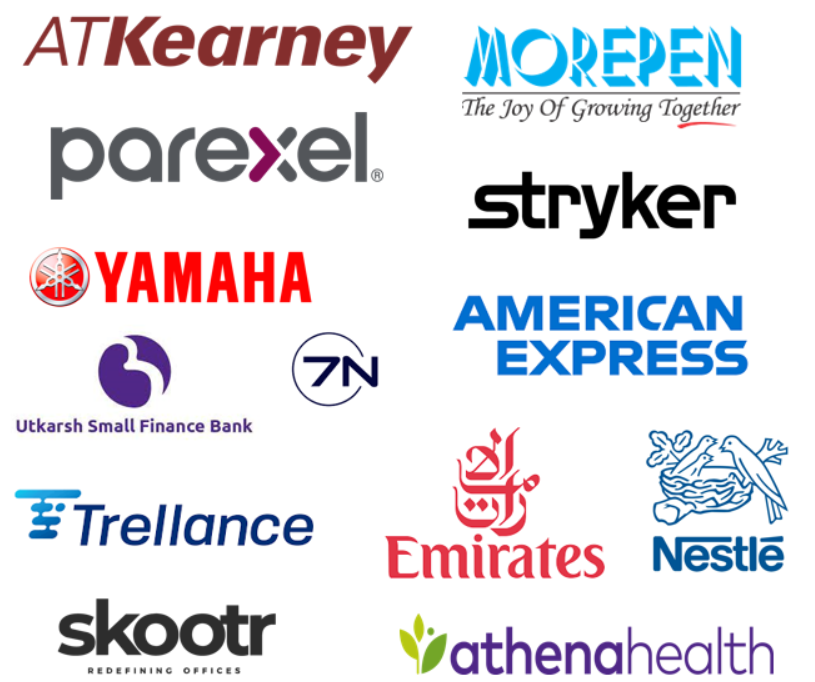 ATKearney
MOREPEN
The Joy Of Growing Together
parexel®
stryker
YAMAHA
AMERICAN
EXPRESS
7N
Utkarsh Small Finance Bank
امارات
Emirates
Nestlé
Trellance
skootr
REDEFINING OFFICES
athenahealth